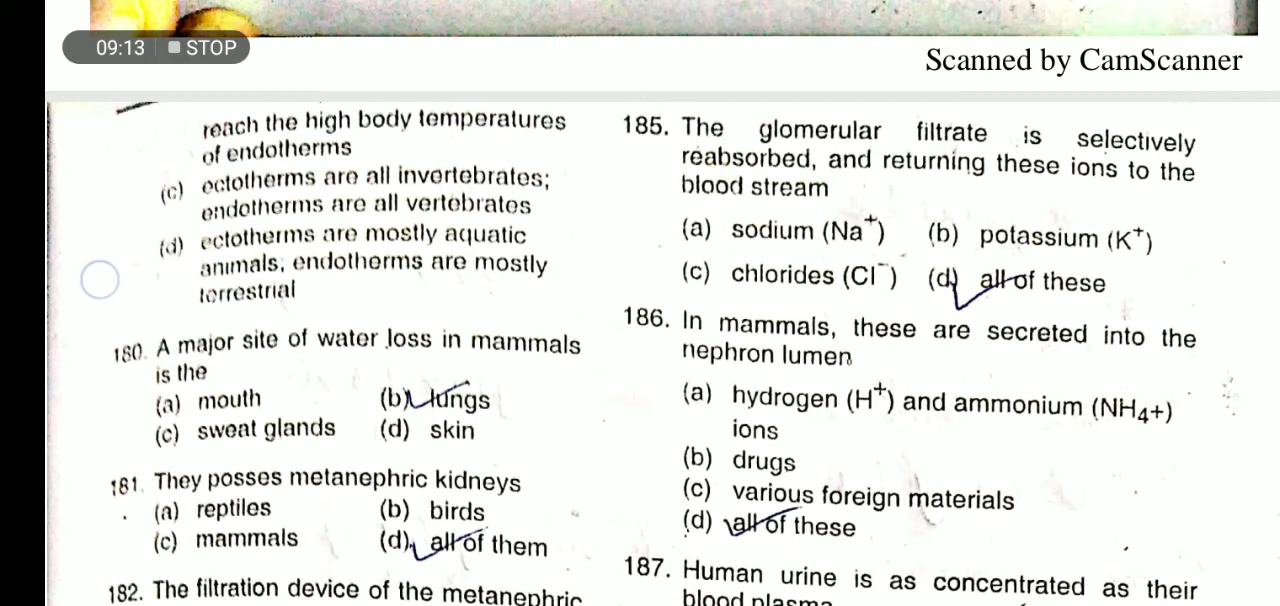 09:13 STOP
Scanned by CamScanner
reach the high body temperatures
of endotherms
(c) ectotherms are all invertebrates;
endotherms are all vertebrates
(d) ectotherms are mostly aquatic
animals; endotherms are mostly
terrestrial
180. A major site of water loss in mammals
is the
(a) mouth (b) lungs
(c) sweat glands (d) skin
181. They posses metanephric kidneys
(a) reptiles (b) birds
(c) mammals (d) all of them
182. The filtration device of the metanephric
185. The glomerular filtrate is selectively
reabsorbed, and returning these ions to the
blood stream
(a) sodium (Na⁺) (b) potassium (K⁺)
(c) chlorides (Cl⁻) (d) all of these
186. In mammals, these are secreted into the
nephron lumen
(a) hydrogen (H⁺) and ammonium (NH4+)
ions
(b) drugs
(c) various foreign materials
(d) all of these
187. Human urine is as concentrated as their
blood plasma